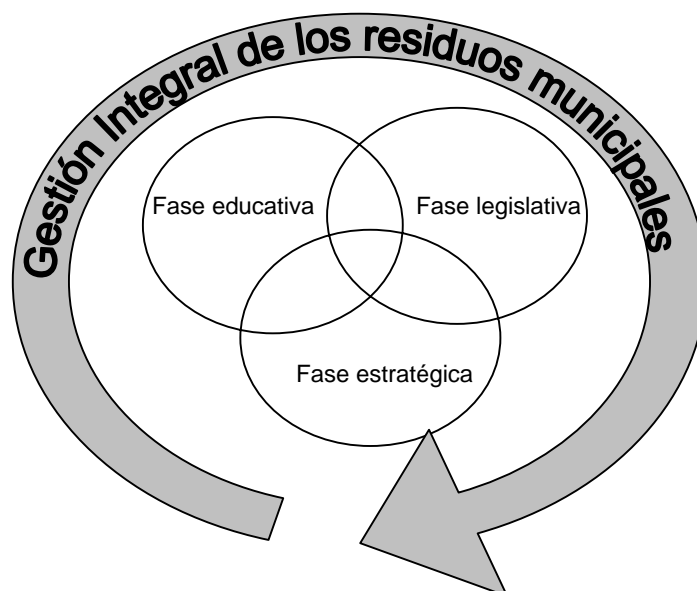 Gestión Integral de los residuos municipales
Fase educativa
Fase legislativa
Fase estratégica